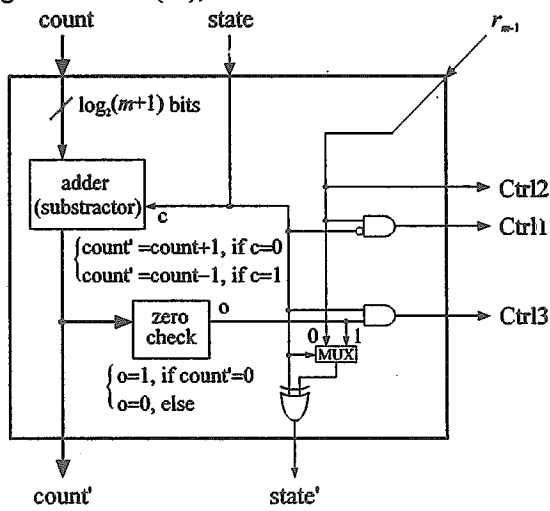 count
state
r_{m-1}
log₂(m+1) bits
adder
(substractor)
c
Ctrl2
Ctrl1
{count' =count+1, if c=0
count' =count−1, if c=1
zero
check
o
Ctrl3
0
1
MUX
{o=1, if count'=0
o=0, else
count'
state'